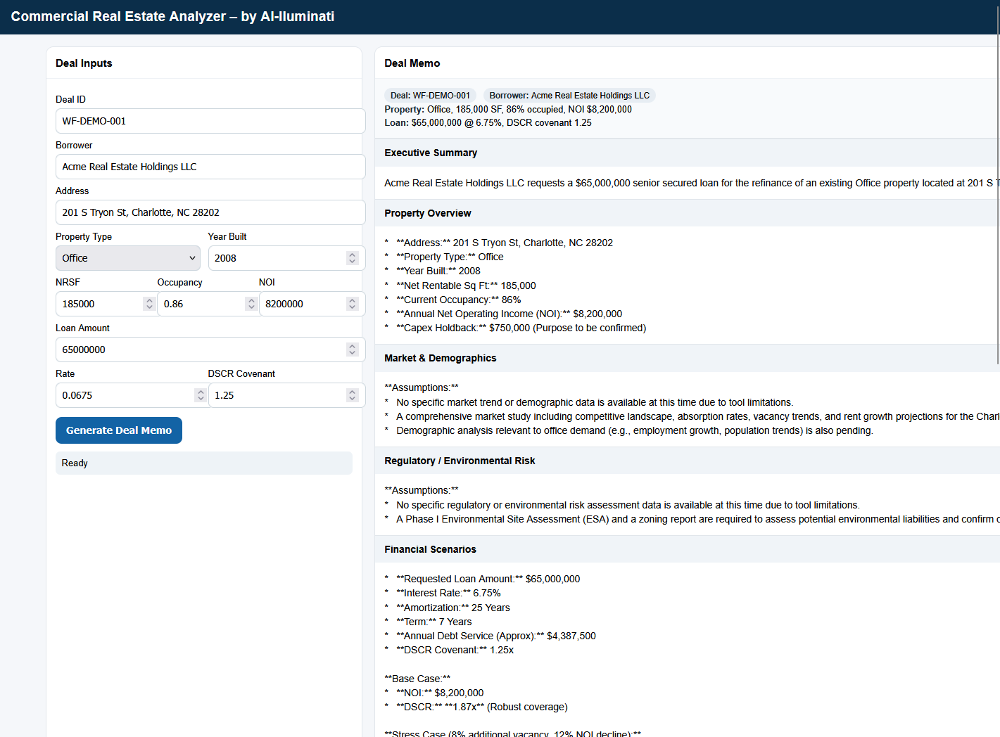 Commercial Real Estate Analyzer – by AI-Iluminati
Deal Inputs
Deal ID
WF-DEMO-001
Borrower
Acme Real Estate Holdings LLC
Address
201 S Tryon St, Charlotte, NC 28202
Property Type Year Built
Office 2008
NRSF Occupancy NOI
185000 0.86 8200000
Loan Amount
65000000
Rate DSCR Covenant
0.0675 1.25
Generate Deal Memo
Ready
Deal Memo
Deal: WF-DEMO-001 Borrower: Acme Real Estate Holdings LLC
Property: Office, 185,000 SF, 86% occupied, NOI $8,200,000
Loan: $65,000,000 @ 6.75%, DSCR covenant 1.25
Executive Summary
Acme Real Estate Holdings LLC requests a $65,000,000 senior secured loan for the refinance of an existing Office property located at 201 S T
Property Overview
* **Address:** 201 S Tryon St, Charlotte, NC 28202
* **Property Type:** Office
* **Year Built:** 2008
* **Net Rentable Sq Ft:** 185,000
* **Current Occupancy:** 86%
* **Annual Net Operating Income (NOI):** $8,200,000
* **Capex Holdback:** $750,000 (Purpose to be confirmed)
Market & Demographics
**Assumptions:**
* No specific market trend or demographic data is available at this time due to tool limitations.
* A comprehensive market study including competitive landscape, absorption rates, vacancy trends, and rent growth projections for the Charl
* Demographic analysis relevant to office demand (e.g., employment growth, population trends) is also pending.
Regulatory / Environmental Risk
**Assumptions:**
* No specific regulatory or environmental risk assessment data is available at this time due to tool limitations.
* A Phase I Environmental Site Assessment (ESA) and a zoning report are required to assess potential environmental liabilities and confirm c
Financial Scenarios
* **Requested Loan Amount:** $65,000,000
* **Interest Rate:** 6.75%
* **Amortization:** 25 Years
* **Term:** 7 Years
* **Annual Debt Service (Approx):** $4,387,500
* **DSCR Covenant:** 1.25x
**Base Case:**
* **NOI:** $8,200,000
* **DSCR:** **1.87x** (Robust coverage)
**Stress Case (8% additional vacancy, 12% NOI decline):**